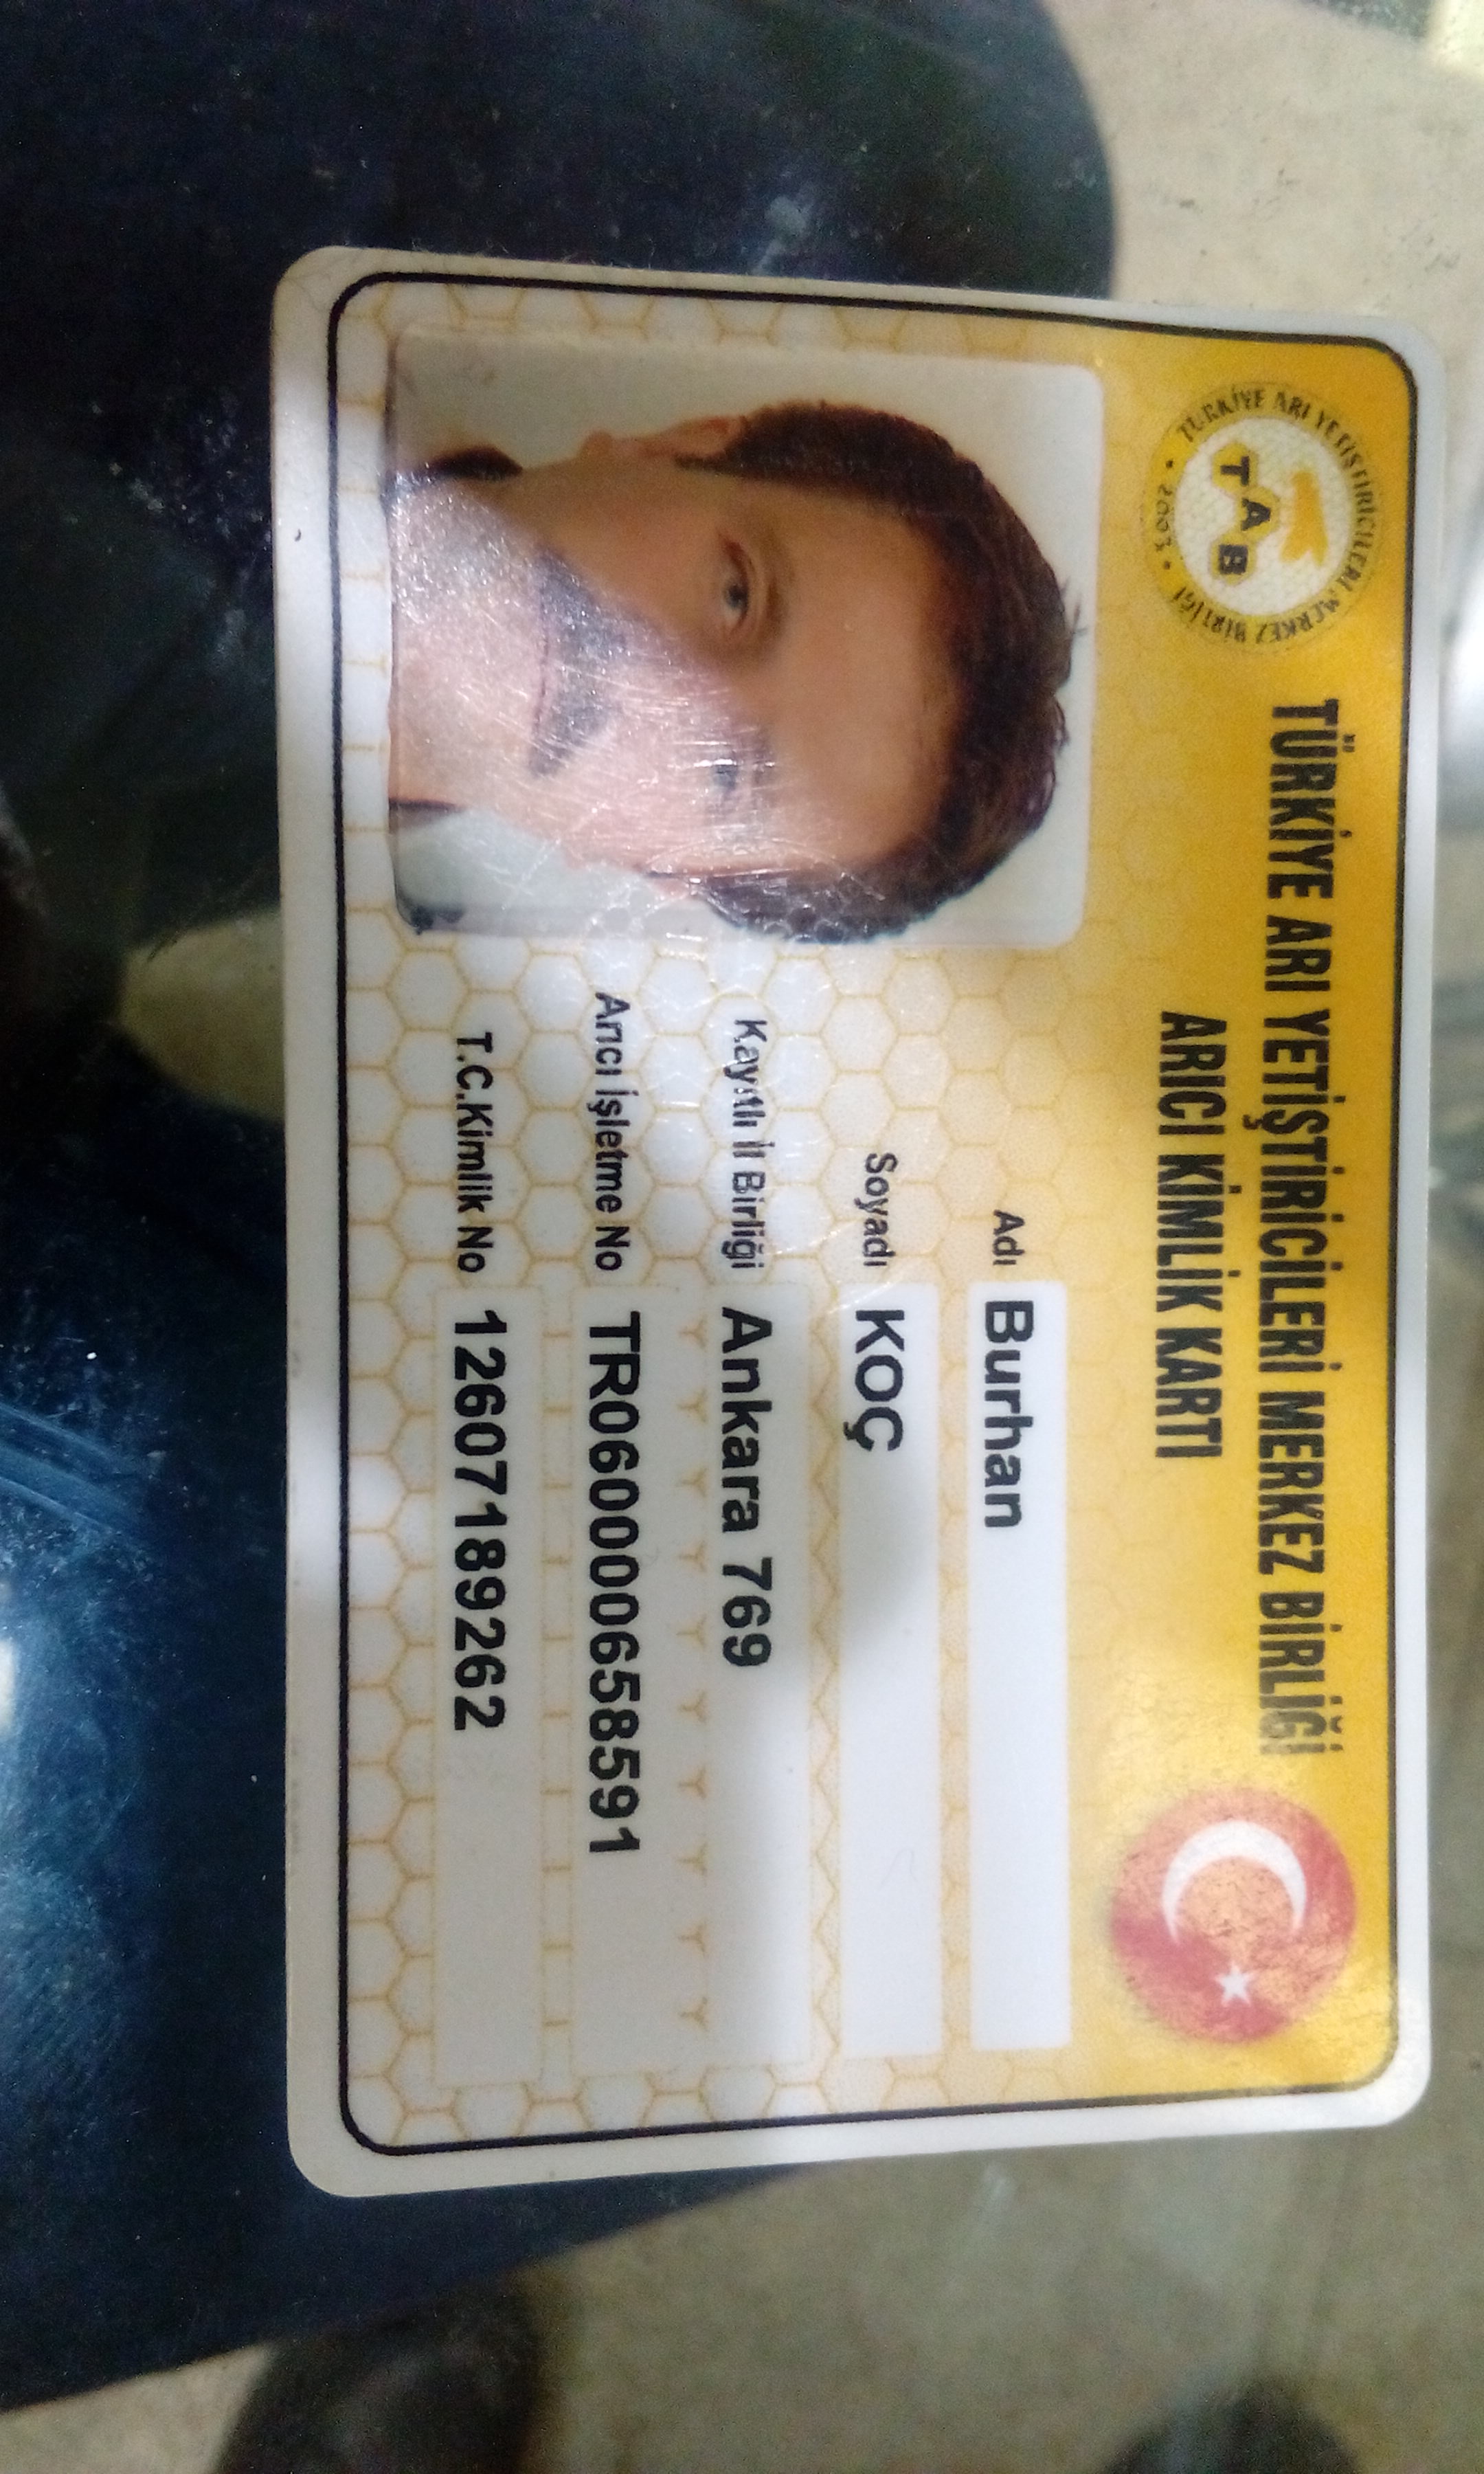 TÜRKİYE ARI YETİŞTİRİCİLERİ MERKEZ BİRLİĞİ • 2003 •
TAB
TÜRKİYE ARI YETİŞTİRİCİLERİ MERKEZ BİRLİĞİ
ARICI KİMLİK KARTI
Adı Burhan
Soyadı KOÇ
Kayıtlı İl Birliği Ankara 769
Arıcı İşletme No TR0600000658591
T.C.Kimlik No 12607189262